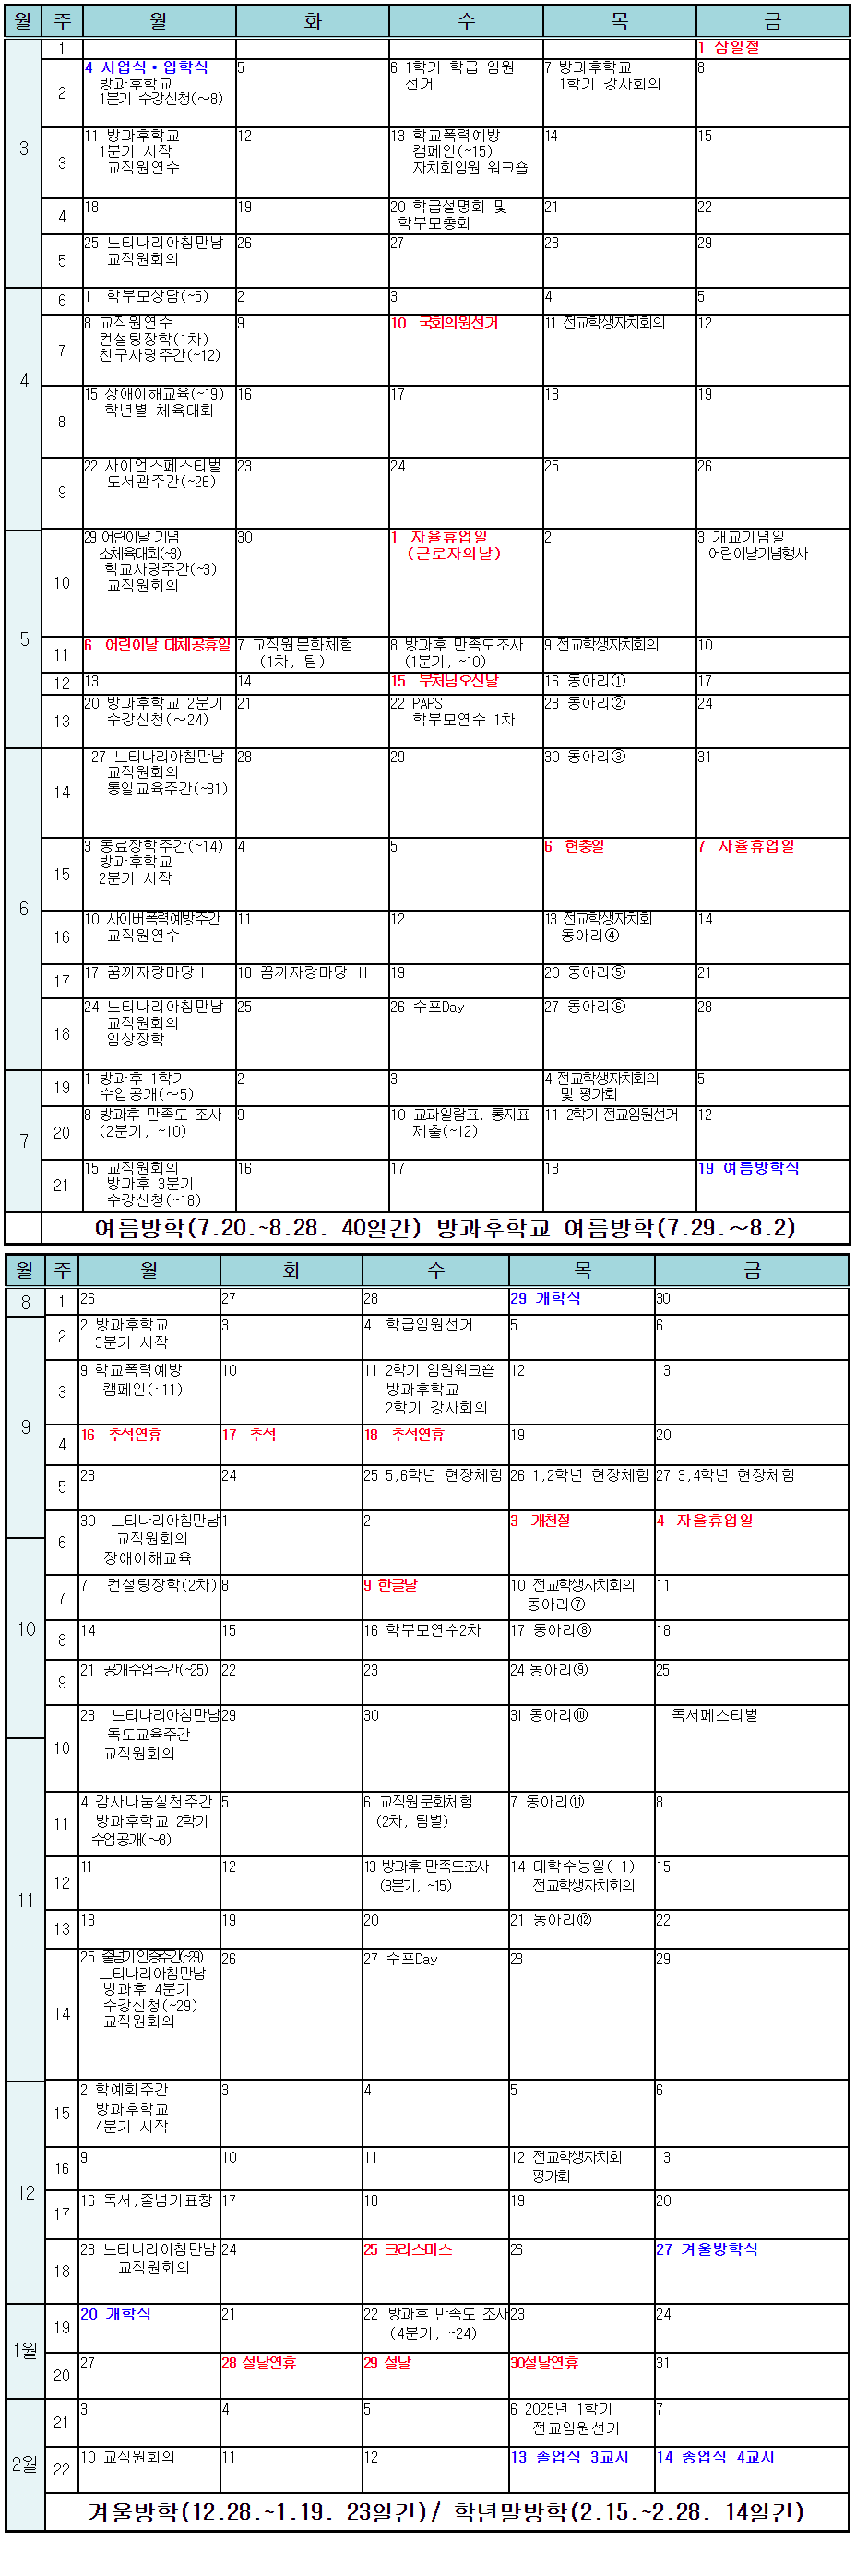 월 주 월 화 수 목 금
3
1 1 삼일절
2 4 시업식·입학식 5 6 1학기 학급 임원 7 방과후학교 8
방과후학교 선거 1학기 강사회의
1분기 수강신청(~8)
3 11 방과후학교 12 13 학교폭력예방 14 15
1분기 시작 캠페인(~15)
교직원연수 자치회임원 워크숍
4 18 19 20 학급설명회 및 21 22
학부모총회
5 25 느티나리아침만남 26 27 28 29
교직원회의
4
6 1 학부모상담(~5) 2 3 4 5
7 8 교직원연수 9 10 국회의원선거 11 전교학생자치회의 12
컨설팅장학(1차)
친구사랑주간(~12)
8 15 장애이해교육(~19) 16 17 18 19
학년별 체육대회
9 22 사이언스페스티벌 23 24 25 26
도서관주간(~26)
5
10 29 어린이날 기념 30 1 자율휴업일 2 3 개교기념일
소체육대회(~3) (근로자의날) 어린이날기념행사
학교사랑주간(~3)
교직원회의
11 6 어린이날 대체공휴일 7 교직원문화체험 8 방과후 만족도조사 9 전교학생자치회의 10
(1차, 팀) (1분기, ~10)
12 13 14 15 부처님오신날 16 동아리① 17
13 20 방과후학교 2분기 21 22 PAPS 23 동아리② 24
수강신청(~24) 학부모연수 1차
6
14 27 느티나리아침만남 28 29 30 동아리③ 31
교직원회의
통일교육주간(~31)
15 3 동료장학주간(~14) 4 5 6 현충일 7 자율휴업일
방과후학교
2분기 시작
16 10 사이버폭력예방주간 11 12 13 전교학생자치회 14
교직원연수 동아리④
17 17 꿈끼자랑마당 Ⅰ 18 꿈끼자랑마당 Ⅱ 19 20 동아리⑤ 21
18 24 느티나리아침만남 25 26 수프Day 27 동아리⑥ 28
교직원회의
임상장학
7
19 1 방과후 1학기 2 3 4 전교학생자치회의 5
수업공개(~5) 및 평가회
20 8 방과후 만족도 조사 9 10 교과일람표, 통지표 11 2학기 전교임원선거 12
(2분기, ~10) 제출(~12)
21 15 교직원회의 16 17 18 19 여름방학식
방과후 3분기
수강신청(~18)
여름방학(7.20.~8.28. 40일간) 방과후학교 여름방학(7.29.~8.2)
월 주 월 화 수 목 금
8 1 26 27 28 29 개학식 30
9
2 2 방과후학교 3 4 학급임원선거 5 6
3분기 시작
3 9 학교폭력예방 10 11 2학기 임원워크숍 12 13
캠페인(~11) 방과후학교
2학기 강사회의
4 16 추석연휴 17 추석 18 추석연휴 19 20
5 23 24 25 5,6학년 현장체험 26 1,2학년 현장체험 27 3,4학년 현장체험
6 30 느티나리아침만남 1 2 3 개천절 4 자율휴업일
교직원회의
장애이해교육
10
7 7 컨설팅장학(2차) 8 9 한글날 10 전교학생자치회의 11
동아리⑦
8 14 15 16 학부모연수2차 17 동아리⑧ 18
9 21 공개수업주간(~25) 22 23 24 동아리⑨ 25
10 28 느티나리아침만남 29 30 31 동아리⑩ 1 독서페스티벌
독도교육주간
교직원회의
11
11 4 감사나눔실천주간 5 6 교직원문화체험 7 동아리⑪ 8
방과후학교 2학기 (2차, 팀별)
수업공개(~8)
12 11 12 13 방과후 만족도조사 14 대학수능일(-1) 15
(3분기, ~15) 전교학생자치회의
13 18 19 20 21 동아리⑫ 22
14 25 줄넘기인증주간(~29) 26 27 수프Day 28 29
느티나리아침만남
방과후 4분기
수강신청(~29)
교직원회의
12
15 2 학예회주간 3 4 5 6
방과후학교
4분기 시작
16 9 10 11 12 전교학생자치회 13
평가회
17 16 독서,줄넘기표창 17 18 19 20
18 23 느티나리아침만남 24 25 크리스마스 26 27 겨울방학식
교직원회의
1월
19 20 개학식 21 22 방과후 만족도 조사 23 24
(4분기, ~24)
20 27 28 설날연휴 29 설날 30설날연휴 31
2월
21 3 4 5 6 2025년 1학기 7
전교임원선거
22 10 교직원회의 11 12 13 졸업식 3교시 14 종업식 4교시
겨울방학(12.28.~1.19. 23일간)/ 학년말방학(2.15.~2.28. 14일간)